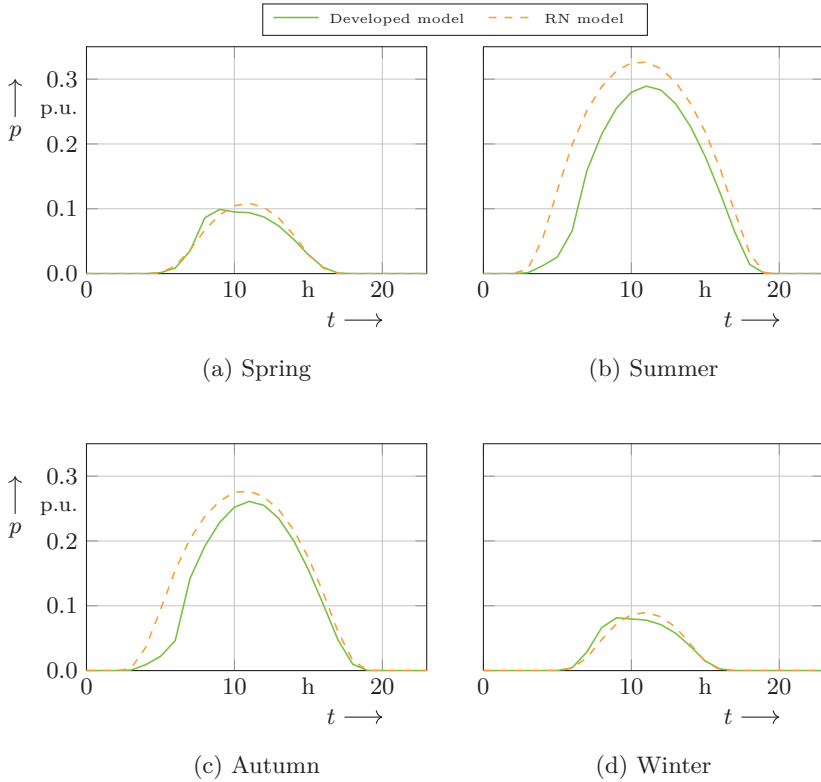 Developed model RN model
0.3
p.u.
0.2
0.1
0.0
p
0 10 h 20
t
(a) Spring
0 10 h 20
t
(b) Summer
0.3
p.u.
0.2
0.1
0.0
p
0 10 h 20
t
(c) Autumn
0 10 h 20
t
(d) Winter